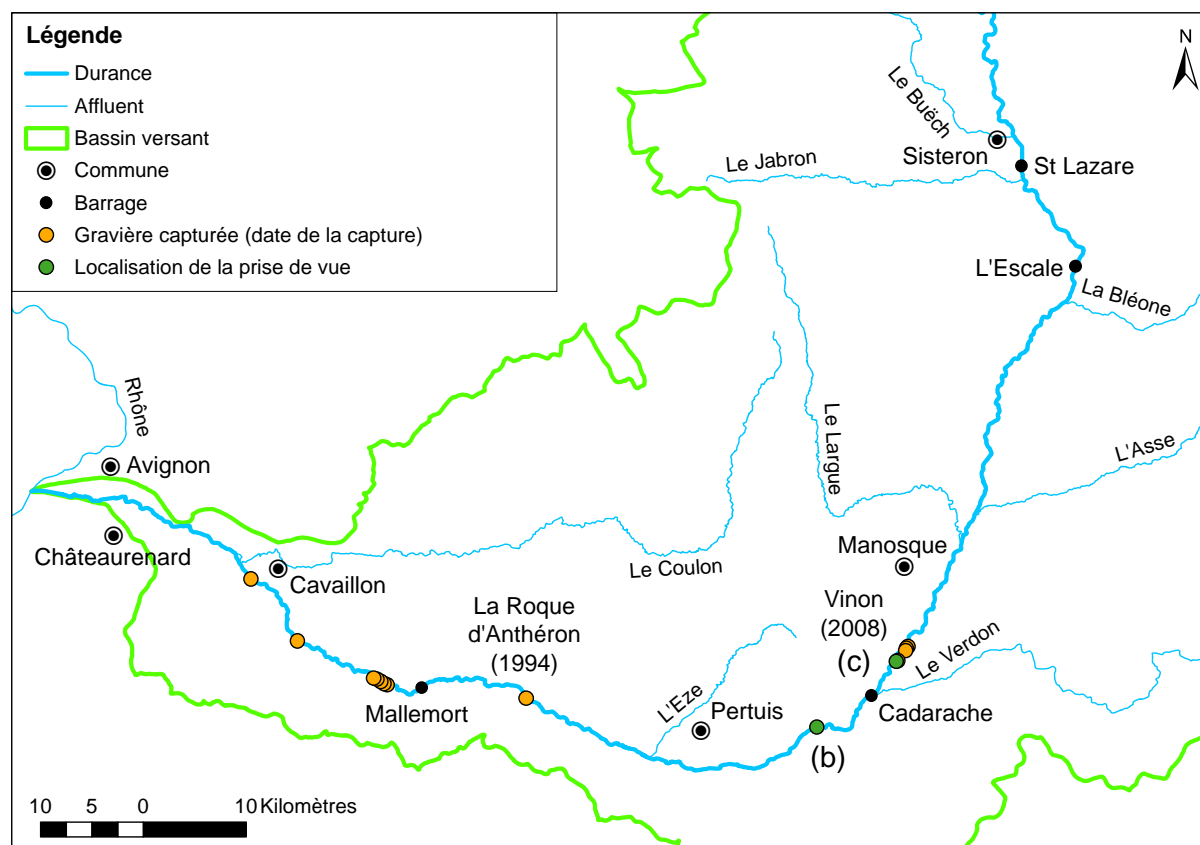 Légende
Durance
Affluent
Bassin versant
Commune
Barrage
Gravière capturée (date de la capture)
Localisation de la prise de vue
N
Le Buëch
Sisteron
Le Jabron
St Lazare
L'Escale
La Bléone
Rhône
Avignon
Le Largue
L'Asse
Châteaurenard
Cavaillon
Le Coulon
Manosque
La Roque
d'Anthéron
(1994)
Vinon
(2008)
(c)
Le Verdon
Mallemort
L'Eze
Pertuis
Cadarache
(b)
10 5 0 10 Kilomètres